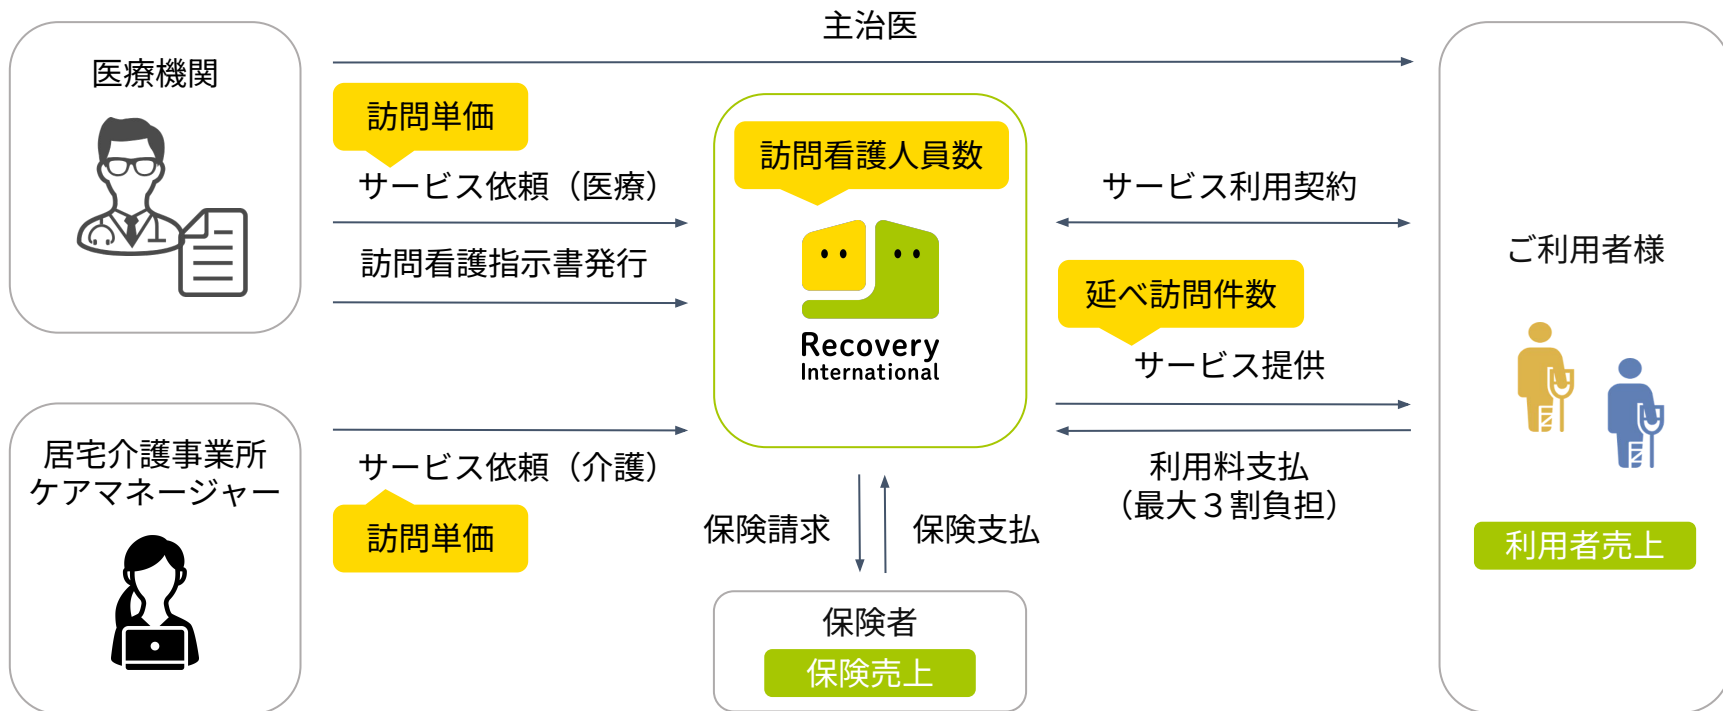 主治医
医療機関
訪問単価
サービス依頼（医療）
訪問看護指示書発行
居宅介護事業所
ケアマネージャー
サービス依頼（介護）
訪問単価
訪問看護人員数
Recovery
International
保険請求
保険支払
保険者
保険売上
サービス利用契約
延べ訪問件数
サービス提供
利用料支払
（最大３割負担）
ご利用者様
利用者売上